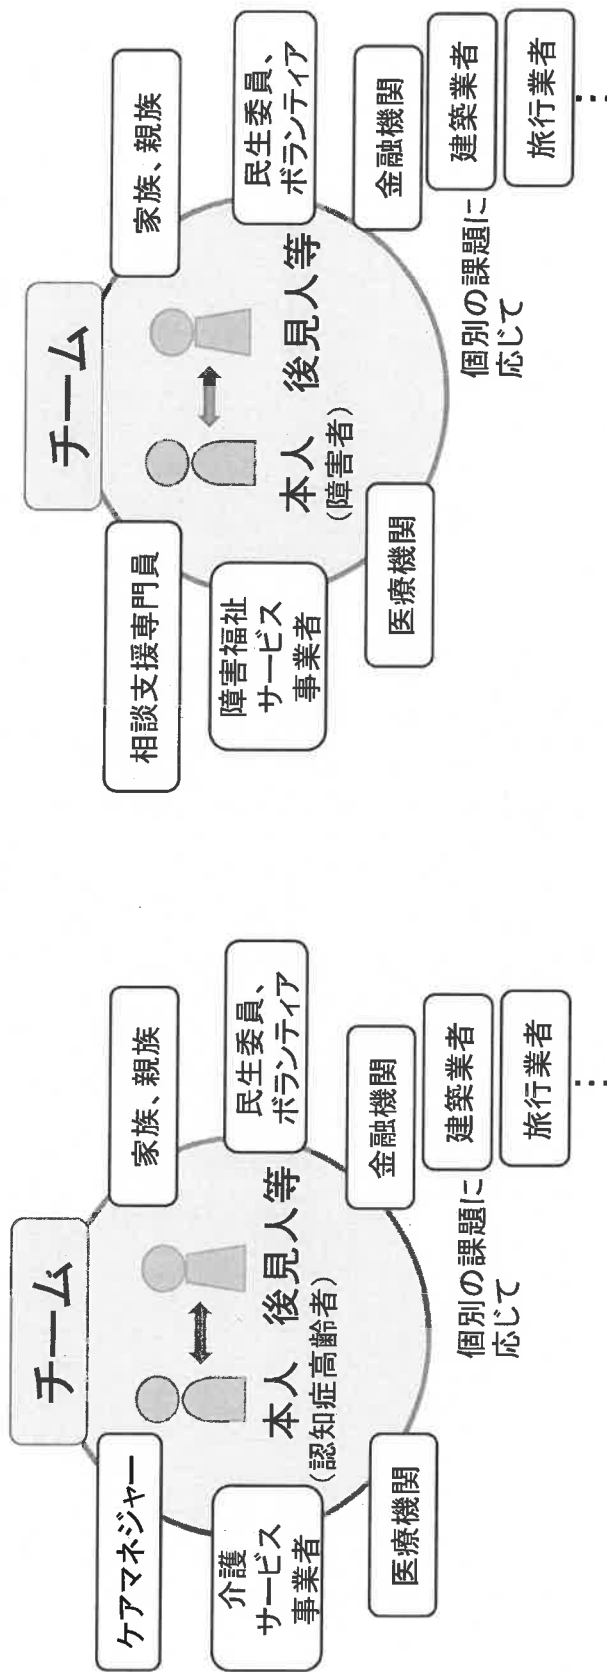 チーム
ケアマネジャー
家族、親族
介護
サービス
事業者
民生委員、
ボランティア
本人
(認知症高齢者)
後見人等
医療機関
金融機関
個別の課題に
応じて
建築業者
旅行業者
…
チーム
相談支援専門員
家族、親族
障害福祉
サービス
事業者
民生委員、
ボランティア
本人
(障害者)
後見人等
医療機関
金融機関
個別の課題に
応じて
建築業者
旅行業者
…